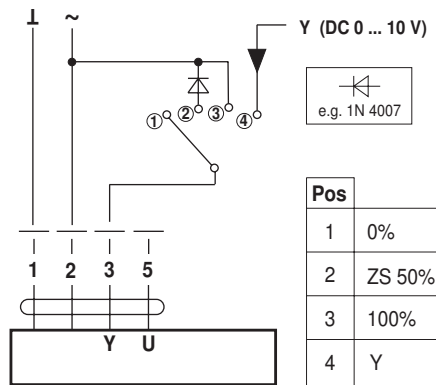 ⊥ ~
Y (DC 0 ... 10 V)
① ② ③ ④
e.g. 1N 4007
Pos
1 0%
2 ZS 50%
3 100%
4 Y
1 2 3 5
Y U